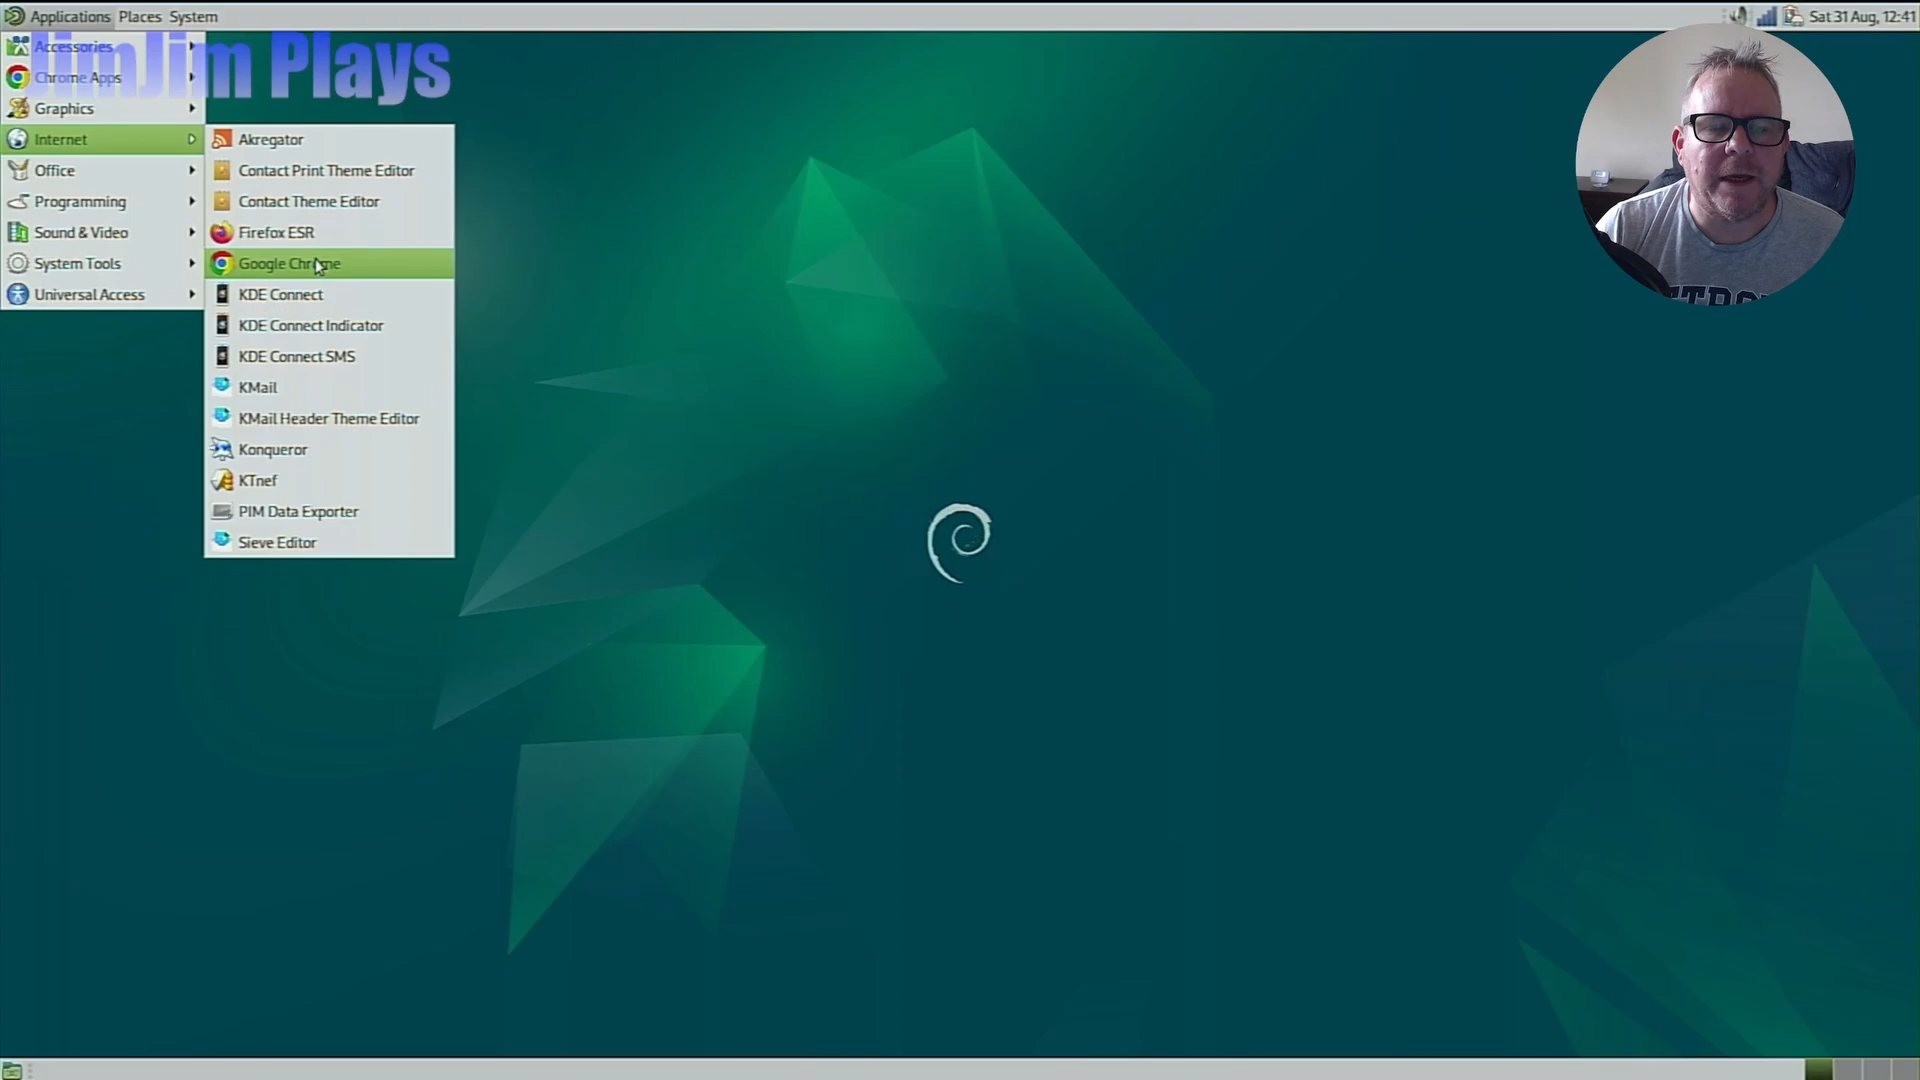 Applications Places System
Sat 31 Aug, 12:41
JimJim Plays
Accessories
Chrome Apps
Graphics
Internet
Office
Programming
Sound & Video
System Tools
Universal Access
Akregator
Contact Print Theme Editor
Contact Theme Editor
Firefox ESR
Google Chrome
KDE Connect
KDE Connect Indicator
KDE Connect SMS
KMail
KMail Header Theme Editor
Konqueror
KTnef
PIM Data Exporter
Sieve Editor